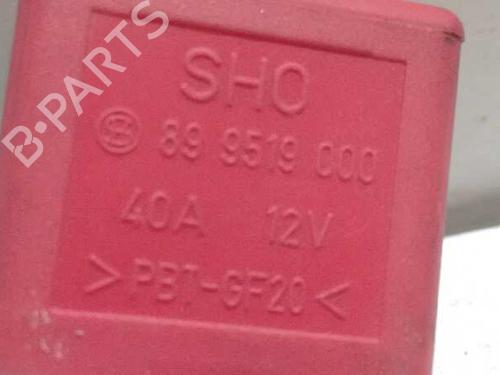 B-PARTS
SHO
S 89 9519 000
40A 12V
>PBT-GF20<